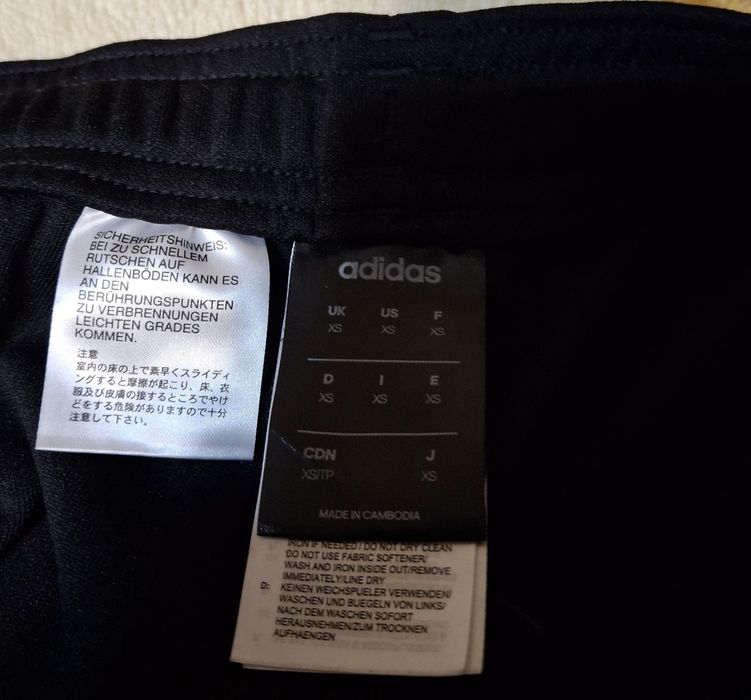 SICHERHEITSHINWEIS:
BEI ZU SCHNELLEM
RUTSCHEN AUF
HALLENBÖDEN KANN ES
AN DEN
BERÜHRUNGSPUNKTEN
ZU VERBRENNUNGEN
LEICHTEN GRADES
KOMMEN.
注意
室内の床の上で素早くスライディ
ングすると摩擦が起こり、床、衣
服及び皮膚の接するところでやけ
どをする危険がありますので十分
注意して下さい。
adidas
UK US F
XS XS XS
D I E
XS XS XS
CDN J
XS/TP XS
MADE IN CAMBODIA
IRON IF NEEDED / DO NOT DRY CLEAN
DO NOT USE FABRIC SOFTENER/
WASH AND IRON INSIDE OUT/REMOVE
IMMEDIATELY/LINE DRY
D: KEINEN WEICHSPUELER VERWENDEN/
WASCHEN UND BUEGELN VON LINKS/
NACH DEM WASCHEN SOFORT
HERAUSNEHMEN/ZUM TROCKNEN
AUFHAENGEN